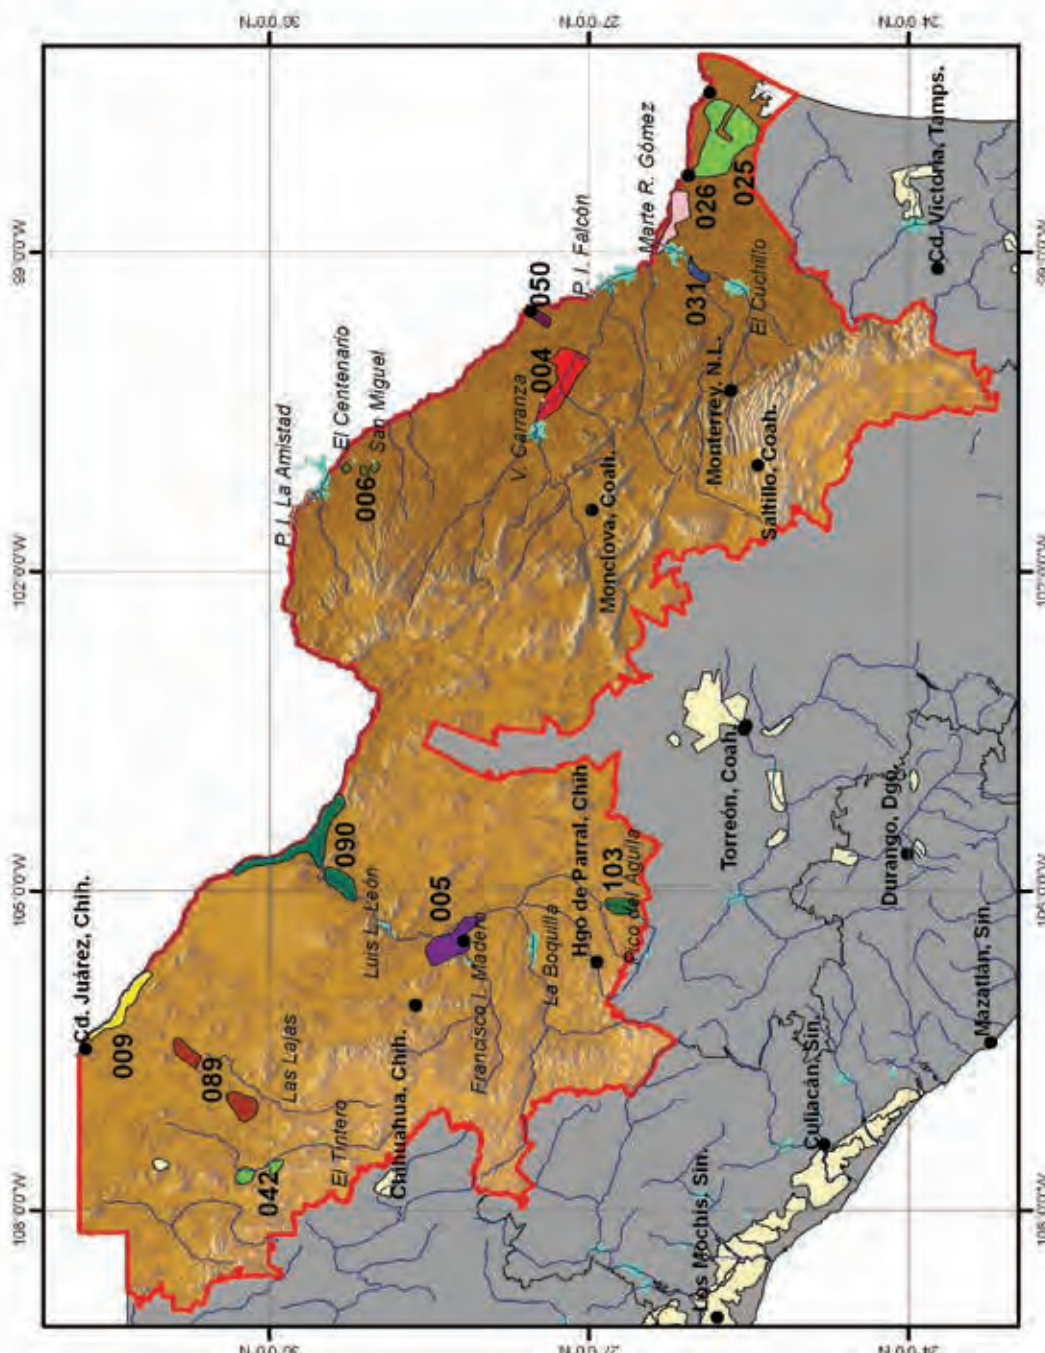 108°0'0"W
105°0'0"W
102°0'0"W
99°0'0"W
Cd. Juárez, Chih.
009
089
30°0'0"N
042
Las Lajas
P. I. La Amistad
El Tintero
El Centenario
006
San Miguel
090
Luis L. León
Chihuahua, Chih.
005
Francisco I. Madero
V. Carranza
004
050
La Boquilla
Hgo de Parral, Chih
P. I. Falcón
27°0'0"N
Monclova, Coah.
103
Pico del Aguila
Marte R. Gómez
031
026
Los Mochis, Sin.
Monterrey, N.L.
Torreón, Coah.
025
El Cuchillo
Saltillo, Coah.
Culiacán, Sin.
Durango, Dgo.
24°0'0"N
Cd. Victoria, Tamps.
Mazatlán, Sin.